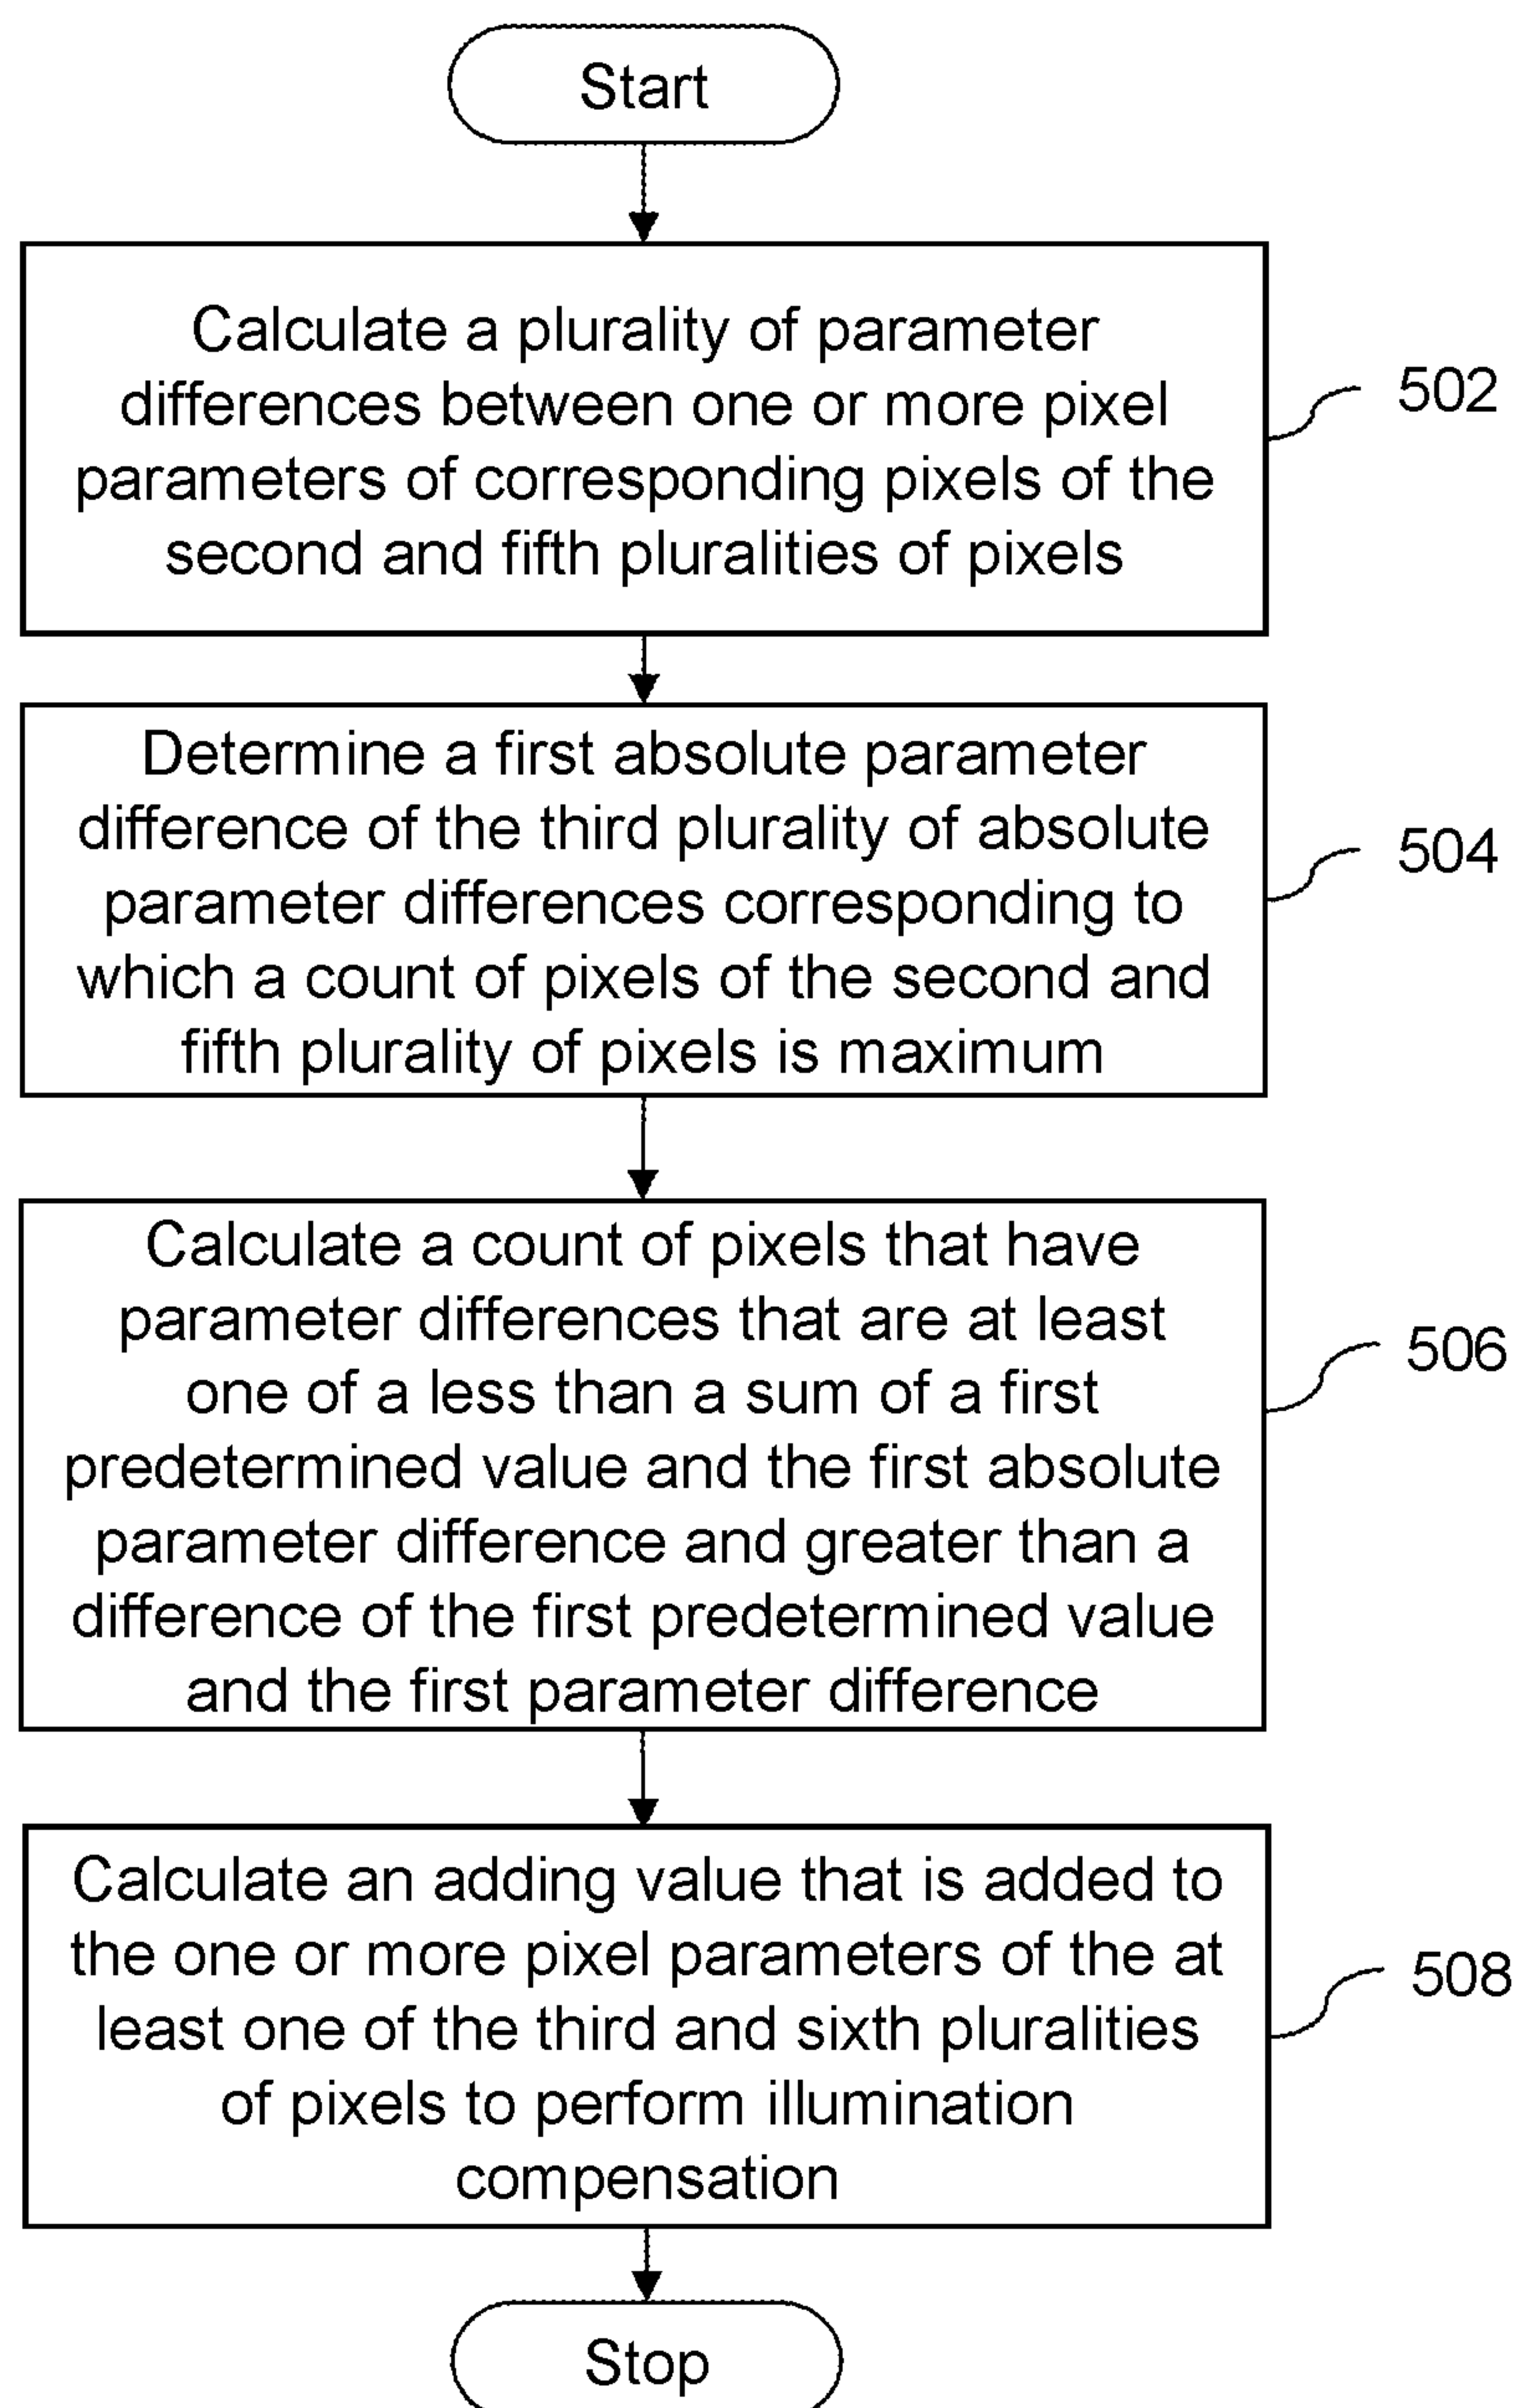 Start
Calculate a plurality of parameter
differences between one or more pixel
parameters of corresponding pixels of the
second and fifth pluralities of pixels
502
Determine a first absolute parameter
difference of the third plurality of absolute
parameter differences corresponding to
which a count of pixels of the second and
fifth plurality of pixels is maximum
504
Calculate a count of pixels that have
parameter differences that are at least
one of a less than a sum of a first
predetermined value and the first absolute
parameter difference and greater than a
difference of the first predetermined value
and the first parameter difference
506
Calculate an adding value that is added to
the one or more pixel parameters of the at
least one of the third and sixth pluralities
of pixels to perform illumination
compensation
508
Stop